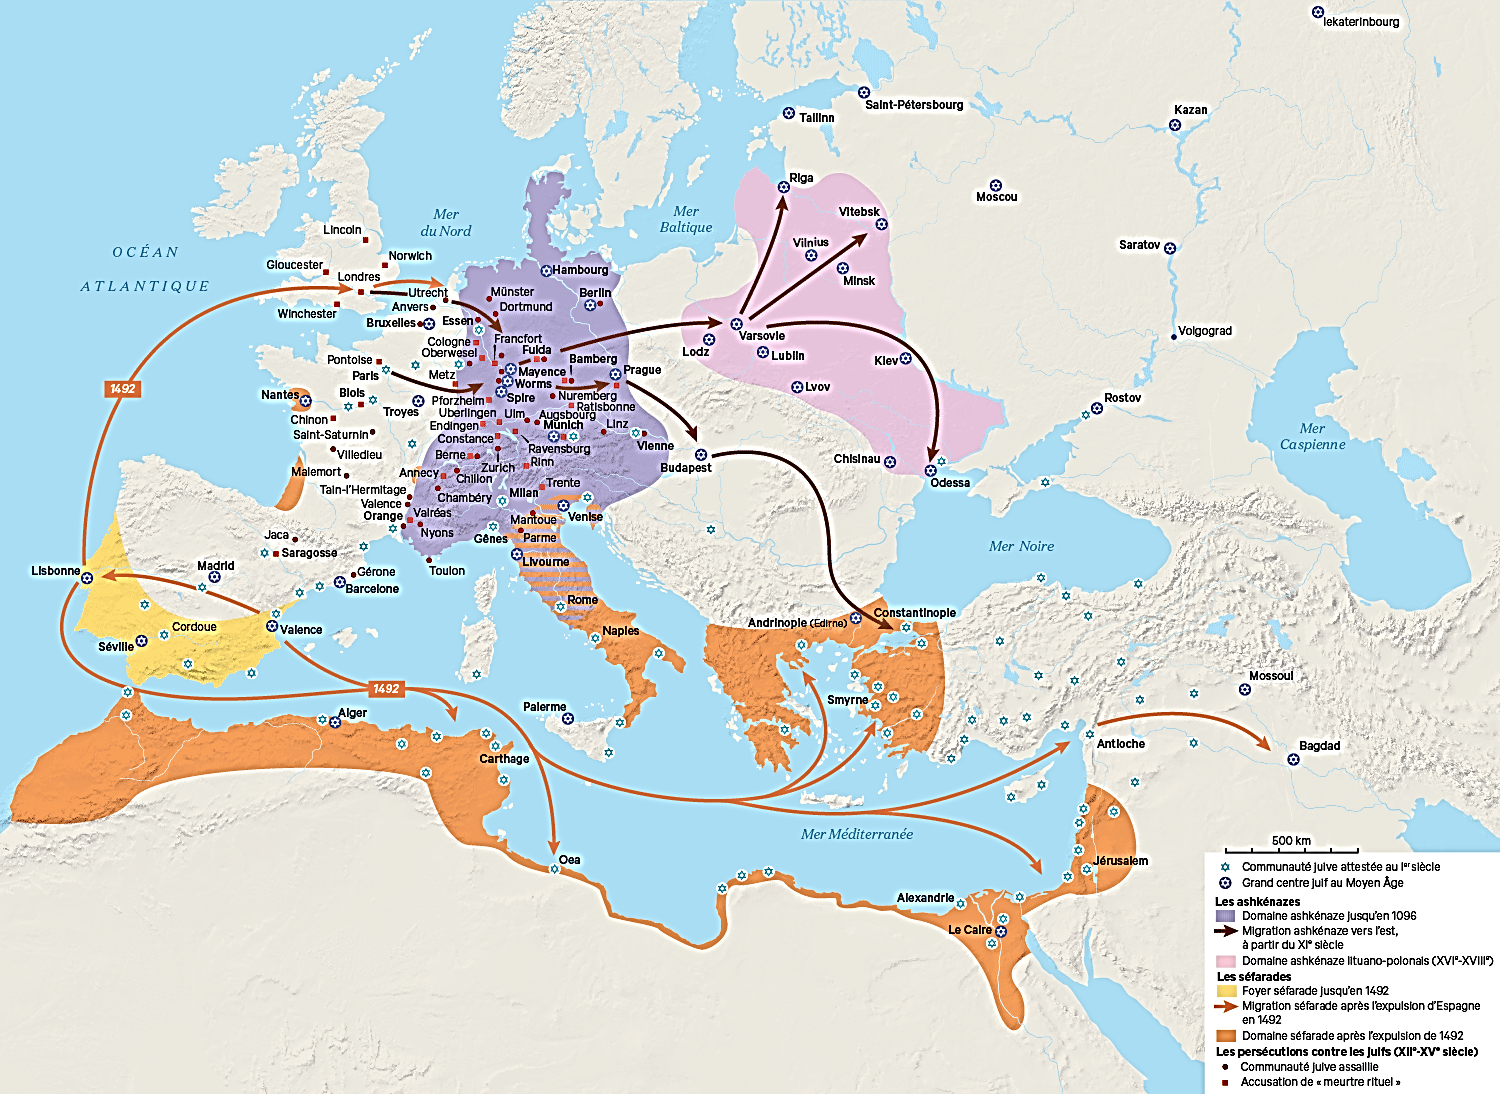 Iekaterinbourg
Saint-Pétersbourg
Kazan
Tallinn
Riga
Moscou
Vitebsk
Mer
Baltique
Mer
du Nord
Lincoln
OCÉAN
ATLANTIQUE
Vilnius
Saratov
Minsk
Norwich
Gloucester
Londres
Hambourg
Utrecht
Münster
Berlin
Anvers
Dortmund
Winchester
Bruxelles
Essen
Varsovie
Volgograd
Cologne
Francfort
Oberwesel
Fulda
Lodz
Lublin
Kiev
Pontoise
Paris
Metz
Mayence
Bamberg
Prague
Worms
1492
Lvov
Nantes
Blois
Troyes
Pforzheim
Spire
Nuremberg
Ratisbonne
Rostov
Chinon
Uberlingen
Ulm
Augsbourg
Endingen
Munich
Linz
Saint-Saturnin
Constance
Vienne
Mer
Caspienne
Villedieu
Berne
Ravensburg
Zurich
Rinn
Budapest
Chisinau
Malemort
Annecy
Chillon
Odessa
Tain-l'Hermitage
Chambéry
Milan
Trente
Valence
Valréas
Orange
Mantoue
Venise
Nyons
Gênes
Parme
Jaca
Saragosse
Livourne
Mer Noire
Lisbonne
Madrid
Gérone
Toulon
Barcelone
Rome
Cordoue
Valence
Naples
Andrinople (Edirne)
Constantinople
Séville
1492
Mossoul
Palerme
Smyrne
Alger
Carthage
Antioche
Bagdad
Mer Méditerranée
Oea
Jérusalem
Alexandrie
Le Caire
500 km
Communauté juive attestée au Ier siècle
Grand centre juif au Moyen Âge
Les ashkénazes
Domaine ashkénaze jusqu'en 1096
Migration ashkénaze vers l'est,
à partir du XIe siècle
Domaine ashkénaze lituano-polonais (XVIe-XVIIIe)
Les séfarades
Foyer séfarade jusqu'en 1492
Migration séfarade après l'expulsion d'Espagne
en 1492
Domaine séfarade après l'expulsion de 1492
Les persécutions contre les juifs (XIIe-XVe siècle)
Communauté juive assaillie
Accusation de « meurtre rituel »